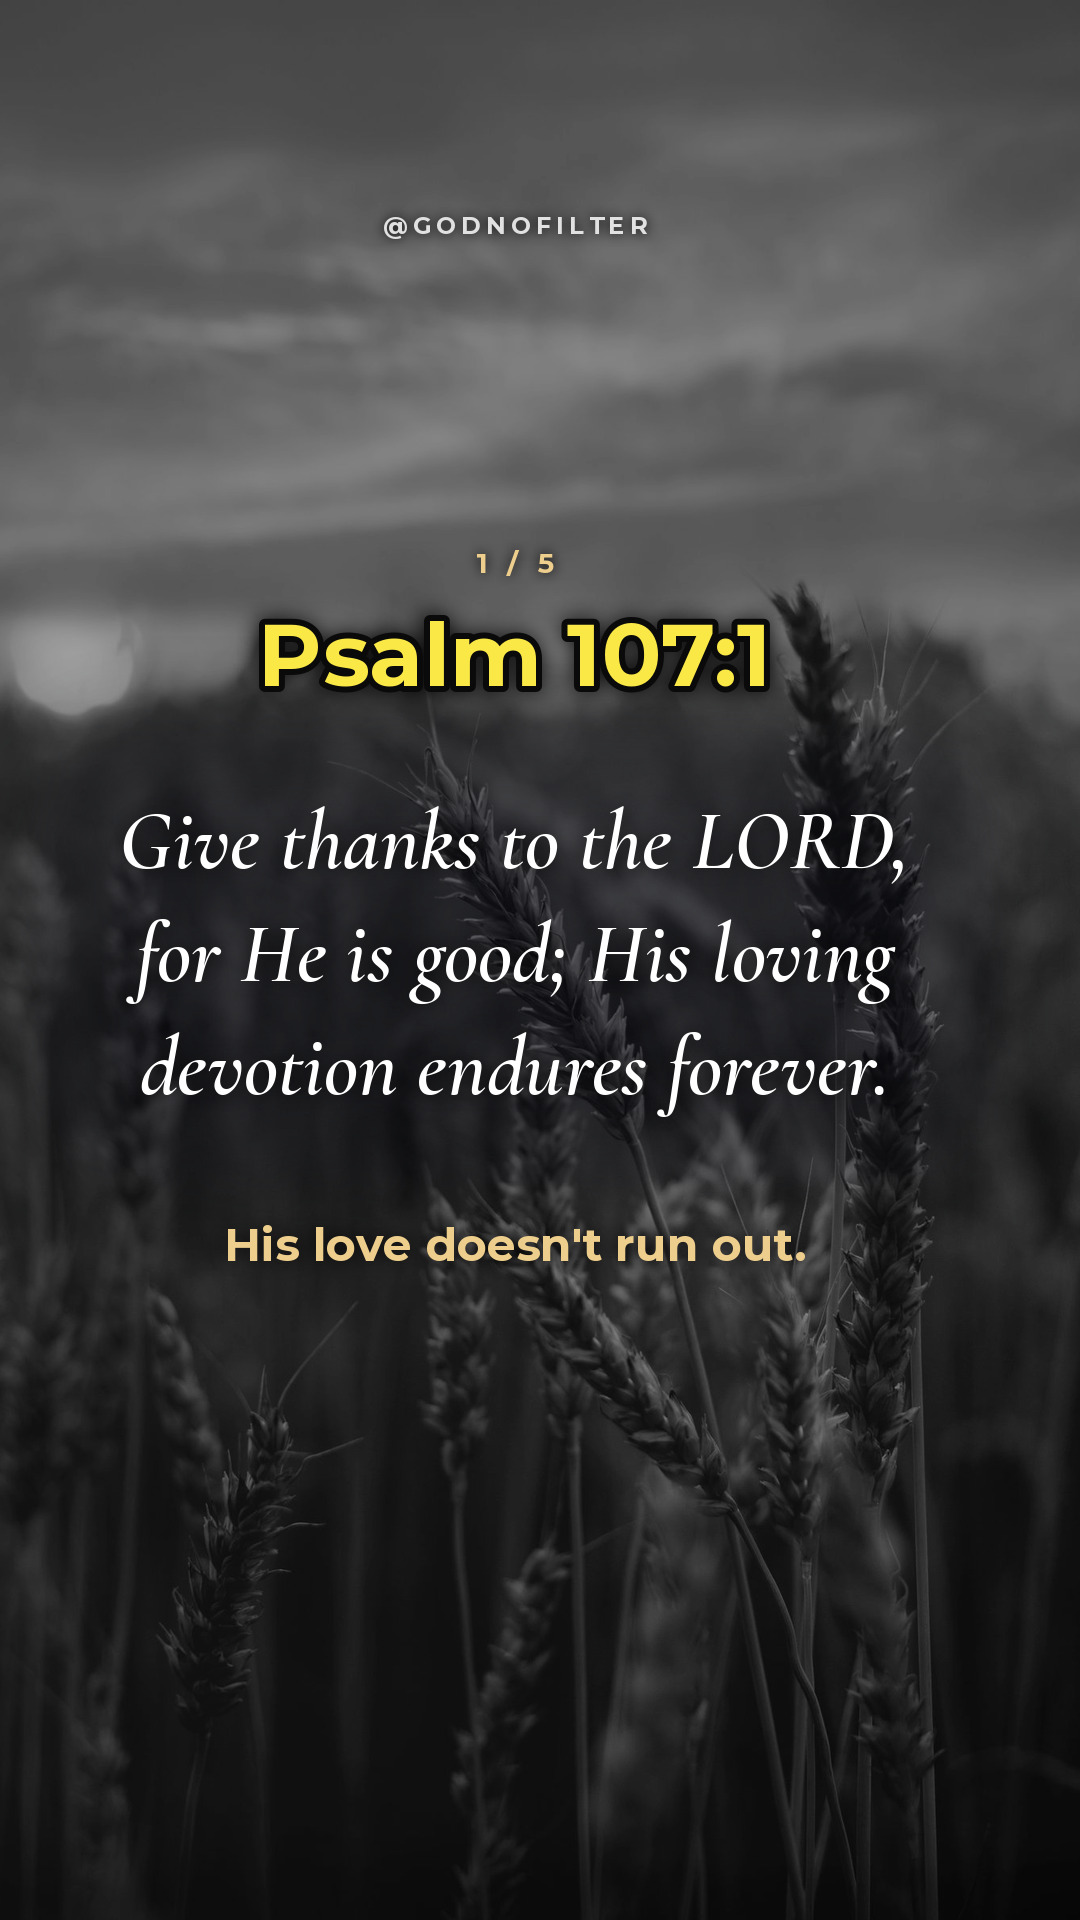 @GODNOFILTER
1 / 5
Psalm 107:1
Give thanks to the LORD,
for He is good; His loving
devotion endures forever.
His love doesn't run out.